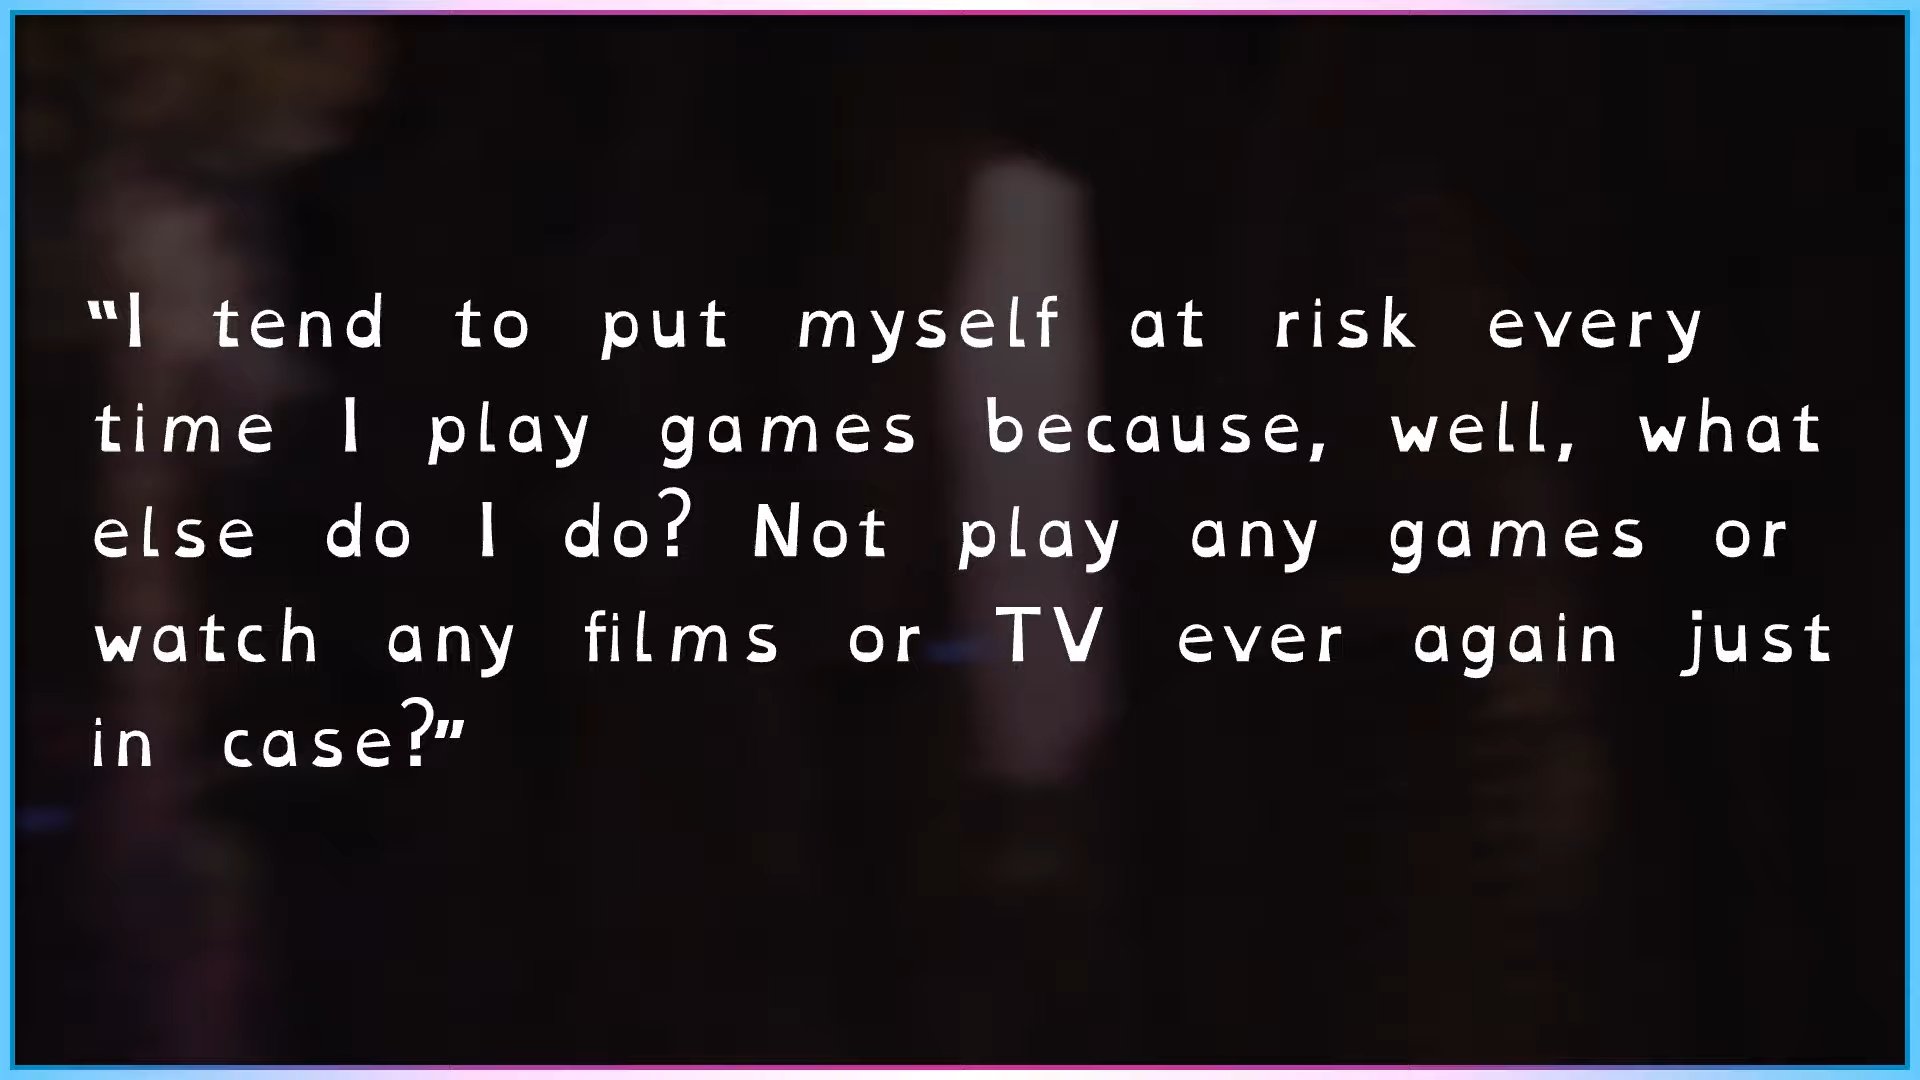 "I tend to put myself at risk every
time I play games because, well, what
else do I do? Not play any games or
watch any films or TV ever again just
in case?"